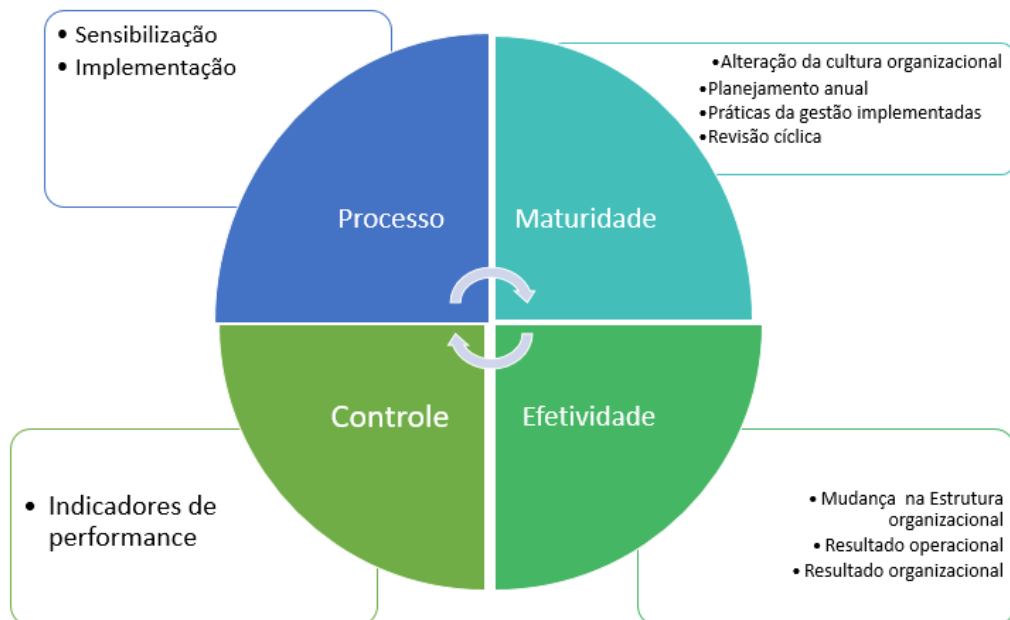 • Sensibilização
• Implementação
•Alteração da cultura organizacional
•Planejamento anual
•Práticas da gestão implementadas
•Revisão cíclica
Processo
Maturidade
Controle
Efetividade
• Indicadores de
performance
• Mudança na Estrutura
organizacional
• Resultado operacional
• Resultado organizacional